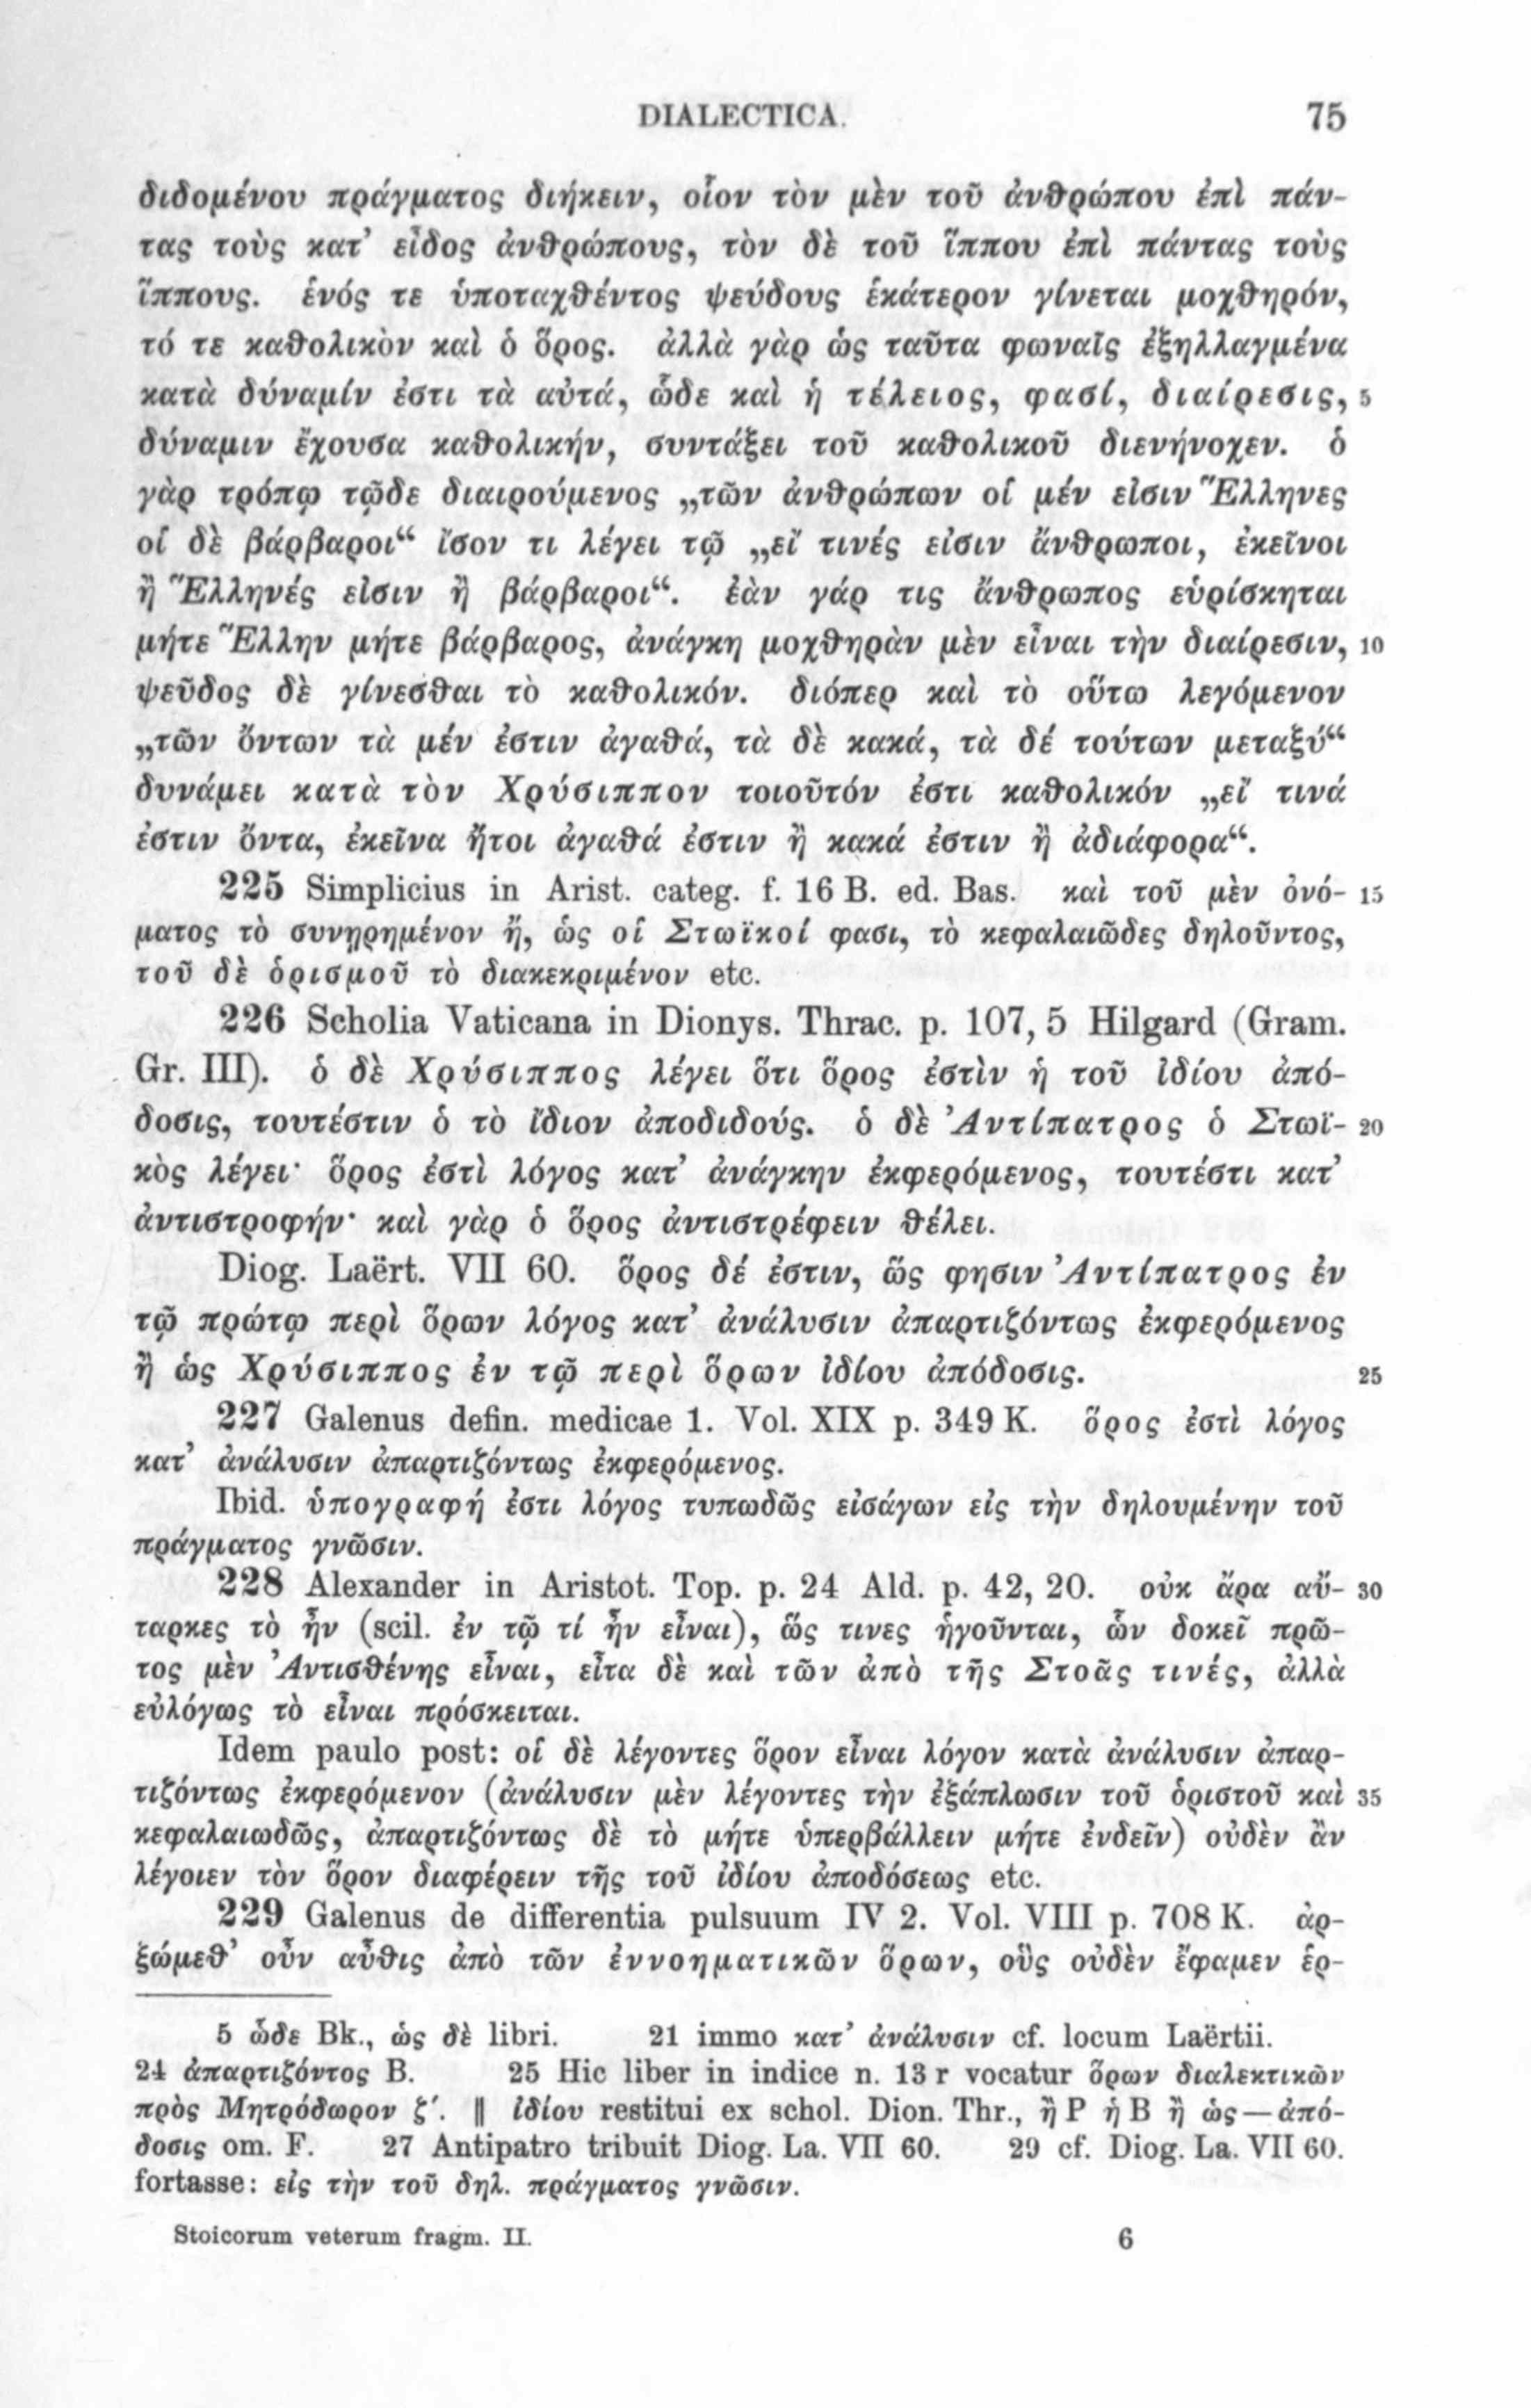 DIALECTICA. 75
διδομένου πράγματος διήκειν, οἷον τὸν μὲν τοῦ ἀνθρώπου ἐπὶ πάν-
τας τοὺς κατ’ εἶδος ἀνθρώπους, τὸν δὲ τοῦ ἵππου ἐπὶ πάντας τοὺς
ἵππους. ἑνός τε ὑποταχθέντος ψεύδους ἑκάτερον γίνεται μοχθηρόν,
τό τε καθολικὸν καὶ ὁ ὅρος. ἀλλὰ γὰρ ὡς ταῦτα φωναῖς ἐξηλλαγμένα
κατὰ δύναμίν ἐστι τὰ αὐτά, ὧδε καὶ ἡ τέλειος, φασί, διαίρεσις, 5
δύναμιν ἔχουσα καθολικήν, συντάξει τοῦ καθολικοῦ διενήνοχεν. ὁ
γὰρ τρόπῳ τῷδε διαιρούμενος „τῶν ἀνθρώπων οἱ μέν εἰσιν Ἕλληνες
οἱ δὲ βάρβαροι“ ἴσον τι λέγει τῷ „εἴ τινές εἰσιν ἄνθρωποι, ἐκεῖνοι
ἢ Ἕλληνές εἰσιν ἢ βάρβαροι“. ἐὰν γάρ τις ἄνθρωπος εὑρίσκηται
μήτε Ἕλλην μήτε βάρβαρος, ἀνάγκη μοχθηρὰν μὲν εἶναι τὴν διαίρεσιν, 10
ψεῦδος δὲ γίνεσθαι τὸ καθολικόν. διόπερ καὶ τὸ οὕτω λεγόμενον
„τῶν ὄντων τὰ μέν ἐστιν ἀγαθά, τὰ δὲ κακά, τὰ δέ τούτων μεταξύ“
δυνάμει κατὰ τὸν Χρύσιππον τοιοῦτόν ἐστι καθολικόν „εἴ τινά
ἐστιν ὄντα, ἐκεῖνα ἤτοι ἀγαθά ἐστιν ἢ κακά ἐστιν ἢ ἀδιάφορα“.
225 Simplicius in Arist. categ. f. 16 B. ed. Bas. καὶ τοῦ μὲν ὀνό- 15
ματος τὸ συνῃρημένον ἤ, ὡς οἱ Στωϊκοί φασι, τὸ κεφαλαιῶδες δηλοῦντος,
τοῦ δὲ ὁρισμοῦ τὸ διακεκριμένον etc.
226 Scholia Vaticana in Dionys. Thrac. p. 107, 5 Hilgard (Gram.
Gr. III). ὁ δὲ Χρύσιππος λέγει ὅτι ὅρος ἐστὶν ἡ τοῦ ἰδίου ἀπό-
δοσις, τουτέστιν ὁ τὸ ἴδιον ἀποδιδούς. ὁ δὲ Ἀντίπατρος ὁ Στωϊ- 20
κὸς λέγει· ὅρος ἐστὶ λόγος κατ’ ἀνάγκην ἐκφερόμενος, τουτέστι κατ’
ἀντιστροφήν· καὶ γὰρ ὁ ὅρος ἀντιστρέφειν θέλει.
Diog. Laërt. VII 60. ὅρος δέ ἐστιν, ὥς φησιν Ἀντίπατρος ἐν
τῷ πρώτῳ περὶ ὅρων λόγος κατ’ ἀνάλυσιν ἀπαρτιζόντως ἐκφερόμενος
ἢ ὡς Χρύσιππος ἐν τῷ περὶ ὅρων ἰδίου ἀπόδοσις. 25
227 Galenus defin. medicae 1. Vol. XIX p. 349 K. ὅρος ἐστὶ λόγος
κατ’ ἀνάλυσιν ἀπαρτιζόντως ἐκφερόμενος.
Ibid. ὑπογραφή ἐστι λόγος τυπωδῶς εἰσάγων εἰς τὴν δηλουμένην τοῦ
πράγματος γνῶσιν.
228 Alexander in Aristot. Top. p. 24 Ald. p. 42, 20. οὐκ ἄρα αὔ- 30
ταρκες τὸ ἦν (scil. ἐν τῷ τί ἦν εἶναι), ὥς τινες ἡγοῦνται, ὧν δοκεῖ πρῶ-
τος μὲν Ἀντισθένης εἶναι, εἶτα δὲ καὶ τῶν ἀπὸ τῆς Στοᾶς τινές, ἀλλὰ
εὐλόγως τὸ εἶναι πρόσκειται.
Idem paulo post: οἱ δὲ λέγοντες ὅρον εἶναι λόγον κατὰ ἀνάλυσιν ἀπαρ-
τιζόντως ἐκφερόμενον (ἀνάλυσιν μὲν λέγοντες τὴν ἐξάπλωσιν τοῦ ὁριστοῦ καὶ 35
κεφαλαιωδῶς, ἀπαρτιζόντως δὲ τὸ μήτε ὑπερβάλλειν μήτε ἐνδεῖν) οὐδὲν ἂν
λέγοιεν τὸν ὅρον διαφέρειν τῆς τοῦ ἰδίου ἀποδόσεως etc.
229 Galenus de differentia pulsuum IV 2. Vol. VIII p. 708 K. ἀρ-
ξώμεθ’ οὖν αὖθις ἀπὸ τῶν ἐννοηματικῶν ὅρων, οὓς οὐδὲν ἔφαμεν ἑρ-
5 ὧδε Bk., ὡς δὲ libri. 21 immo κατ’ ἀνάλυσιν cf. locum Laërtii.
24 ἀπαρτιζόντος B. 25 Hic liber in indice n. 13 r vocatur ὅρων διαλεκτικῶν
πρὸς Μητρόδωρον ζʹ. ‖ ἰδίου restitui ex schol. Dion. Thr., ἢ P ἡ B ἢ ὡς — ἀπό-
δοσις om. F. 27 Antipatro tribuit Diog. La. VII 60. 29 cf. Diog. La. VII 60.
fortasse: εἰς τὴν τοῦ δηλ. πράγματος γνῶσιν.
Stoicorum veterum fragm. II. 6